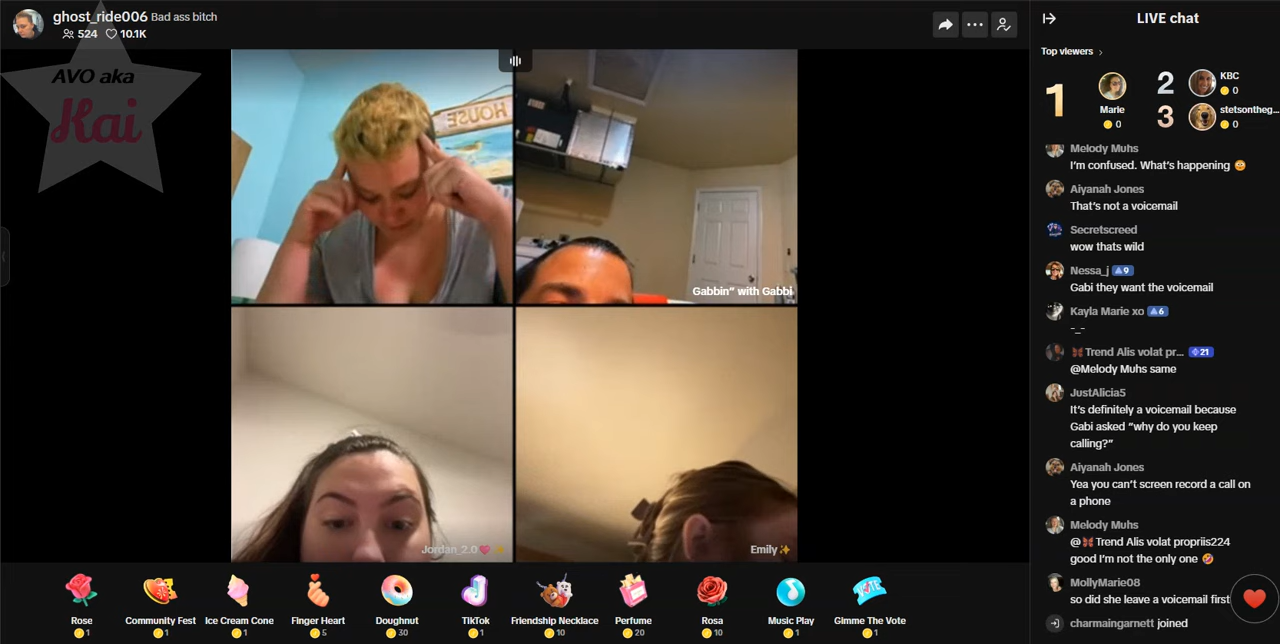 ghost_ride006 Bad ass bitch
524 10.1K
AVO aka
Kai
HOUSE
Gabbin" with Gabbi
Jordan_2.0
Emily
Rose
1
Community Fest
1
Ice Cream Cone
1
Finger Heart
5
Doughnut
30
TikTok
1
Friendship Necklace
10
Perfume
20
Rosa
10
Music Play
1
VOTE
Gimme The Vote
1
LIVE chat
Top viewers >
1
Marie
0
2
KBC
0
3
stetsontheg...
0
Melody Muhs
I'm confused. What's happening 😳
Aiyanah Jones
That's not a voicemail
Secretscreed
wow thats wild
Nessa_j 9
Gabi they want the voicemail
Kayla Marie xo 6
-_-
🦋Trend Alis volat pr... 21
@Melody Muhs same
JustAlicia5
It's definitely a voicemail because
Gabi asked "why do you keep
calling?"
Aiyanah Jones
Yea you can't screen record a call on
a phone
Melody Muhs
@🦋Trend Alis volat propriis224
good I'm not the only one 🤣
MollyMarie08
so did she leave a voicemail first
charmaingarnett joined